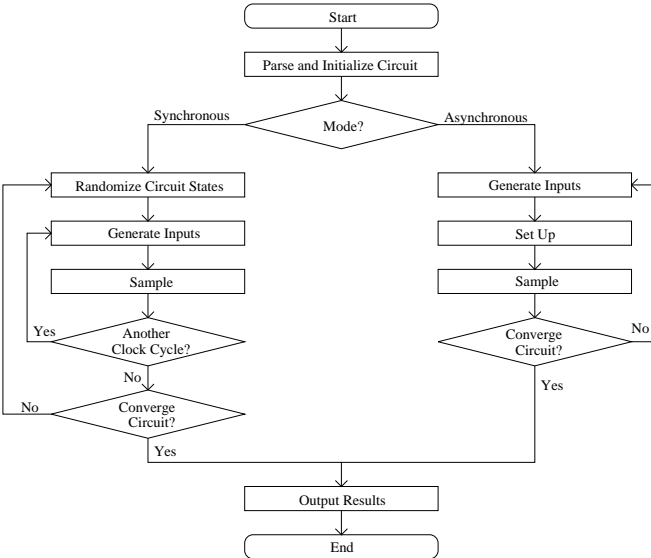 Start
Parse and Initialize Circuit
Synchronous
Mode?
Asynchronous
Randomize Circuit States
Generate Inputs
Generate Inputs
Set Up
Sample
Sample
Yes
Another
Clock Cycle?
Converge
Circuit?
No
No
Yes
No
Converge
Circuit?
Yes
Output Results
End